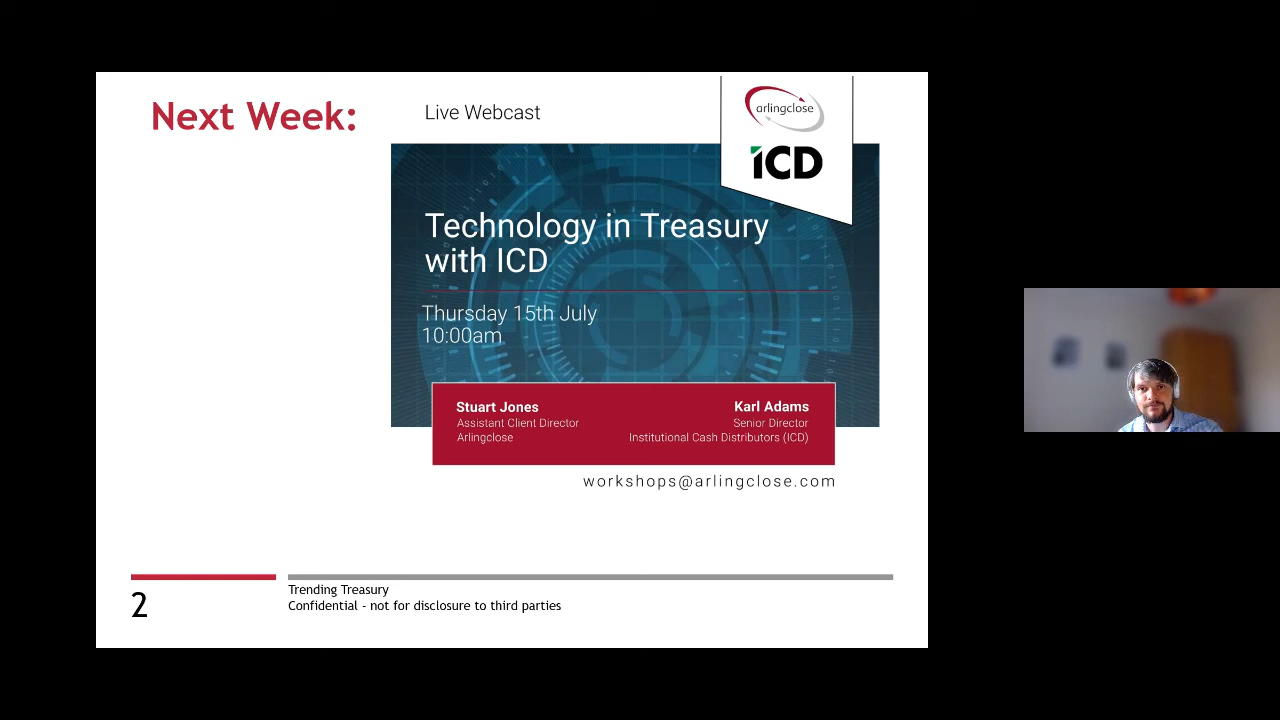 Next Week:
Live Webcast
arlingclose
ICD
Technology in Treasury
with ICD
Thursday 15th July
10:00am
Stuart Jones
Assistant Client Director
Arlingclose
Karl Adams
Senior Director
Institutional Cash Distributors (ICD)
workshops@arlingclose.com
Trending Treasury
Confidential - not for disclosure to third parties
2